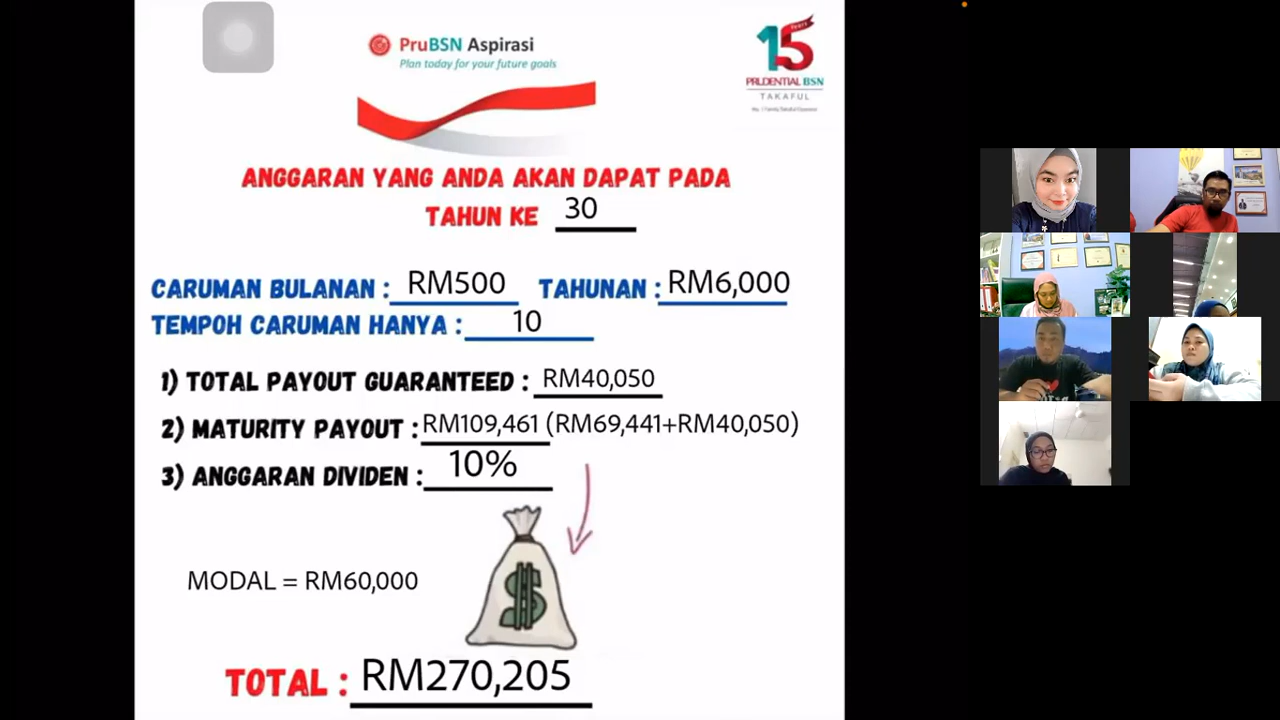 PruBSN Aspirasi
Plan today for your future goals
15 Years
PRUDENTIAL BSN
TAKAFUL
ANGGARAN YANG ANDA AKAN DAPAT PADA
TAHUN KE 30
CARUMAN BULANAN : RM500 TAHUNAN : RM6,000
TEMPOH CARUMAN HANYA : 10
1) TOTAL PAYOUT GUARANTEED : RM40,050
2) MATURITY PAYOUT : RM109,461 (RM69,441+RM40,050)
3) ANGGARAN DIVIDEN : 10%
$
MODAL = RM60,000
TOTAL : RM270,205